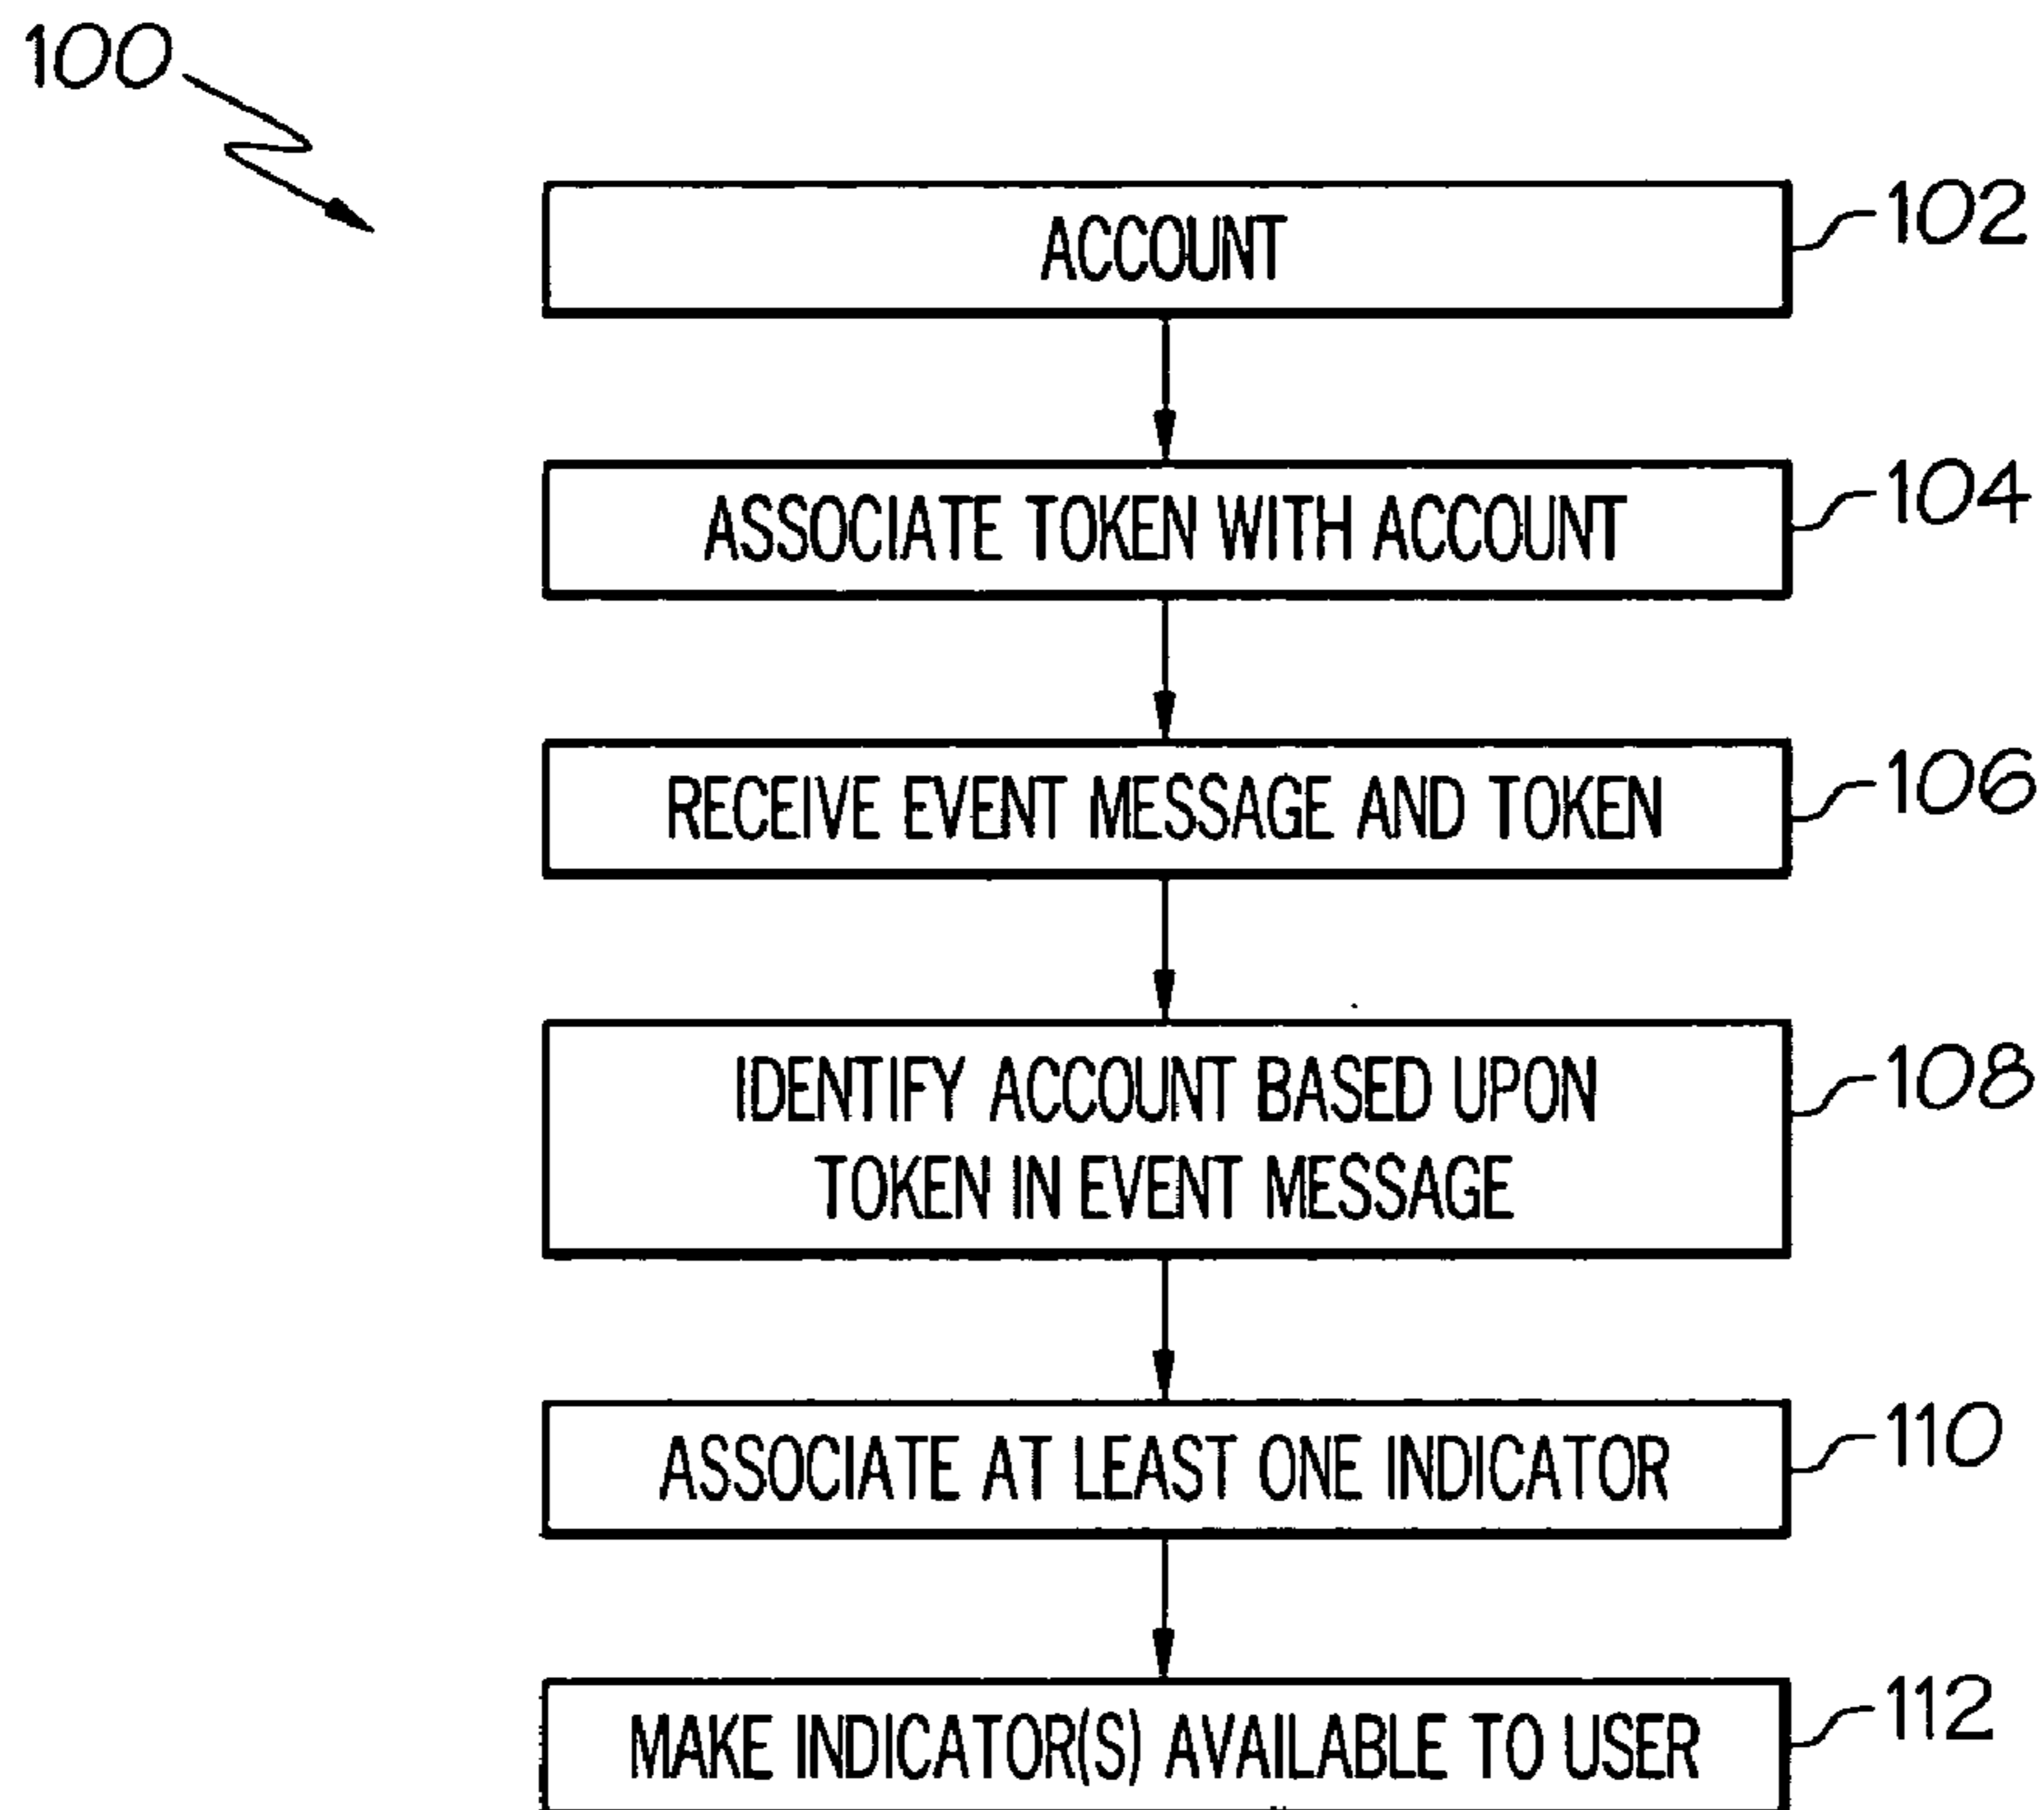 100
ACCOUNT
102
ASSOCIATE TOKEN WITH ACCOUNT
104
RECEIVE EVENT MESSAGE AND TOKEN
106
IDENTIFY ACCOUNT BASED UPON
TOKEN IN EVENT MESSAGE
108
ASSOCIATE AT LEAST ONE INDICATOR
110
MAKE INDICATOR(S) AVAILABLE TO USER
112